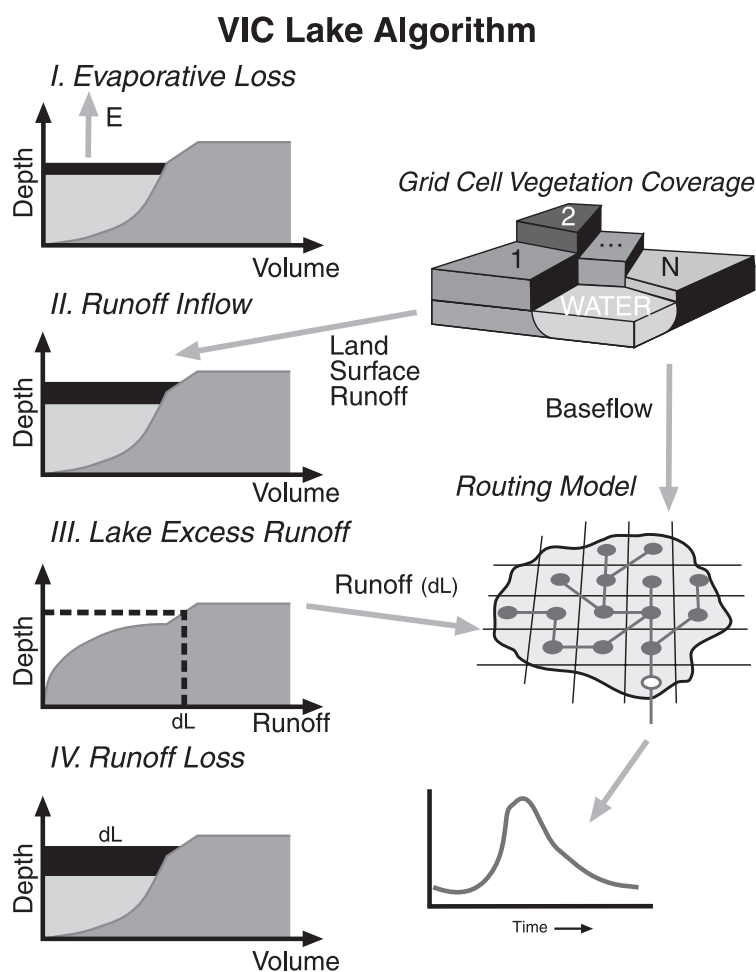 VIC Lake Algorithm
I. Evaporative Loss
E
Depth
Volume
Grid Cell Vegetation Coverage
2
1
...
N
WATER
II. Runoff Inflow
Land
Surface
Runoff
Depth
Volume
Baseflow
Routing Model
III. Lake Excess Runoff
Runoff (dL)
Depth
dL
Runoff
IV. Runoff Loss
dL
Depth
Volume
Time